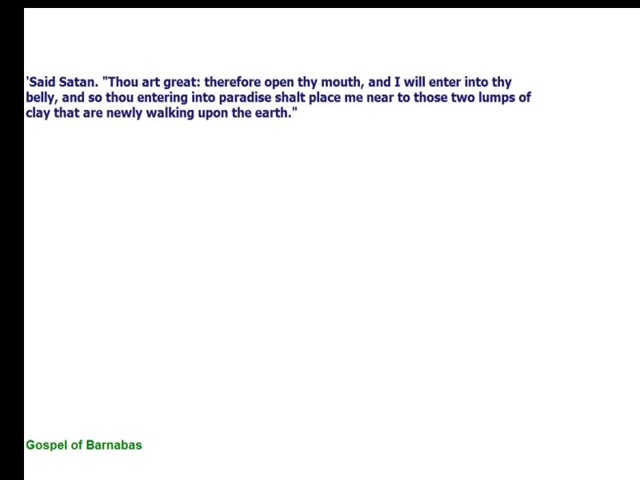 'Said Satan. "Thou art great: therefore open thy mouth, and I will enter into thy
belly, and so thou entering into paradise shalt place me near to those two lumps of
clay that are newly walking upon the earth."
Gospel of Barnabas